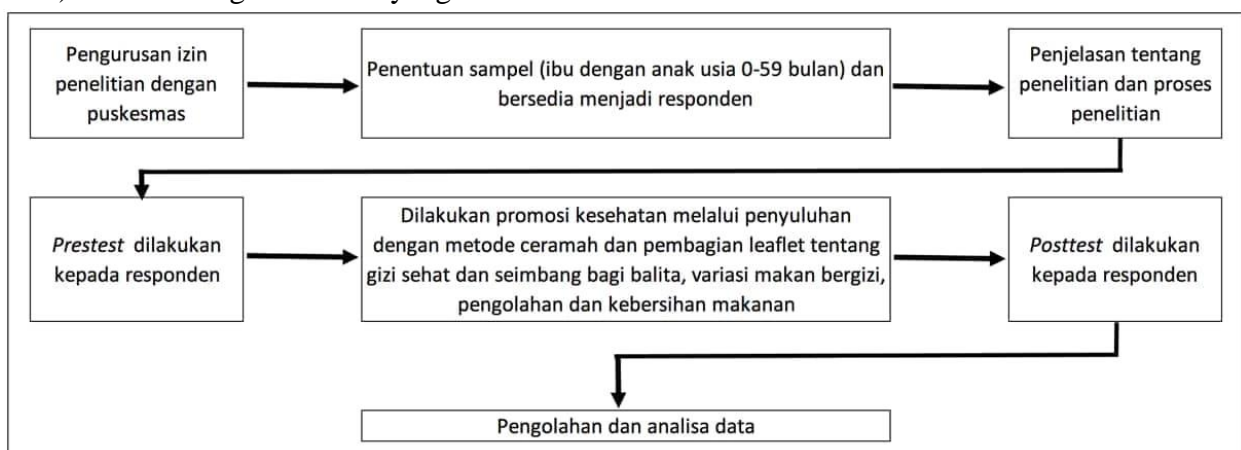 Pengurusan izin
penelitian dengan
puskesmas
Penentuan sampel (ibu dengan anak usia 0-59 bulan) dan
bersedia menjadi responden
Penjelasan tentang
penelitian dan proses
penelitian
Prestest dilakukan
kepada responden
Dilakukan promosi kesehatan melalui penyuluhan
dengan metode ceramah dan pembagian leaflet tentang
gizi sehat dan seimbang bagi balita, variasi makan bergizi,
pengolahan dan kebersihan makanan
Posttest dilakukan
kepada responden
Pengolahan dan analisa data